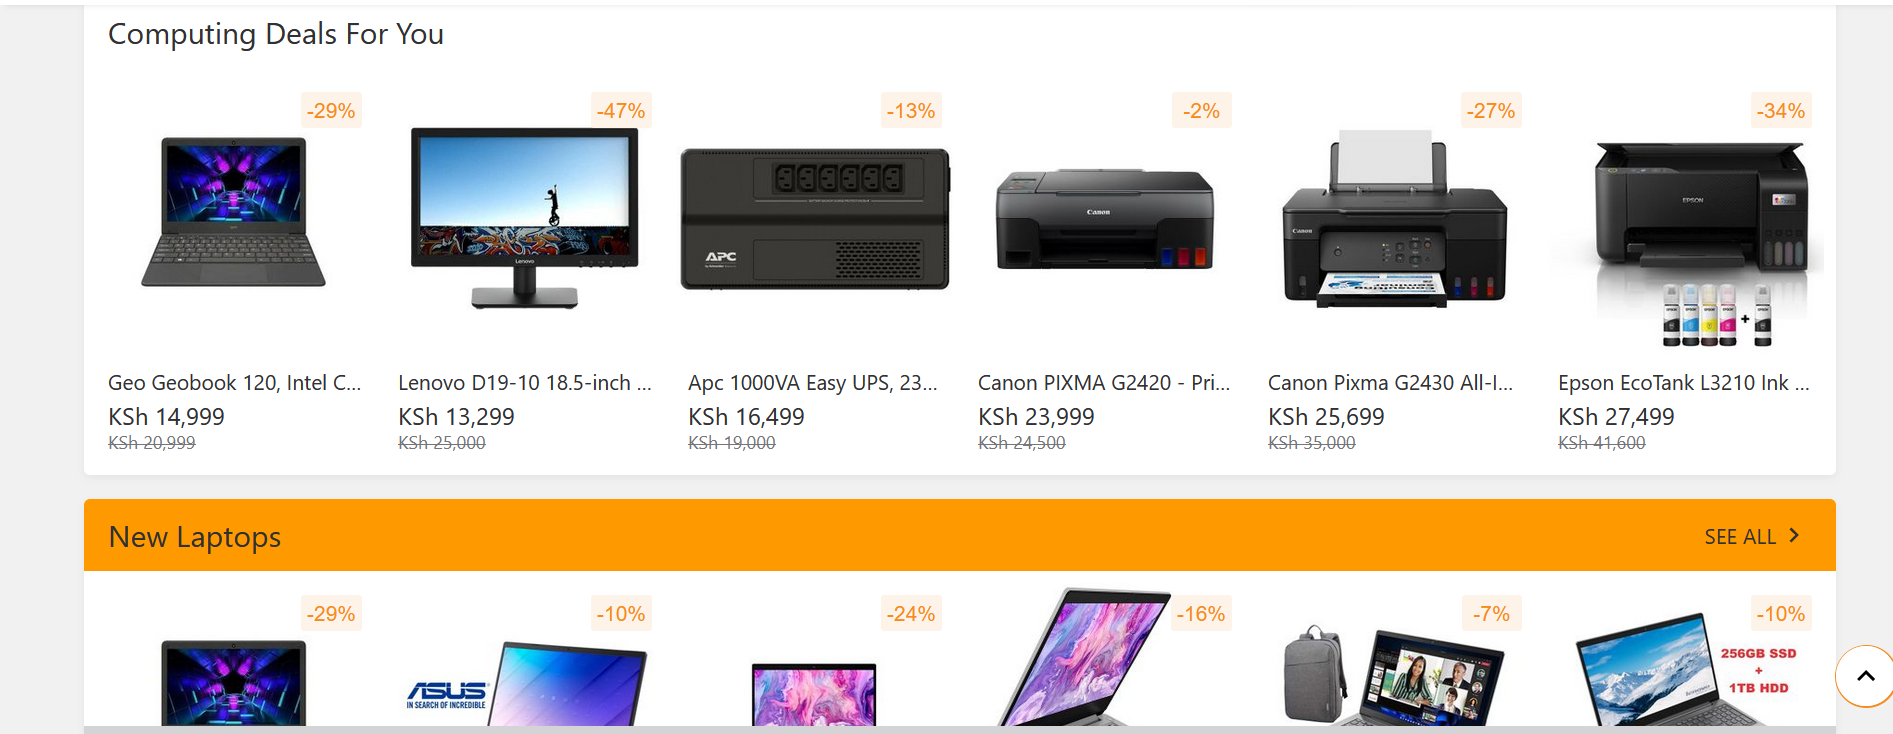 Computing Deals For You
-29%
-47%
-13%
-2%
-27%
-34%
Lenovo
APC
Canon
Canon
EPSON
Geo Geobook 120, Intel C...
Lenovo D19-10 18.5-inch ...
Apc 1000VA Easy UPS, 23...
Canon PIXMA G2420 - Pri...
Canon Pixma G2430 All-I...
Epson EcoTank L3210 Ink ...
KSh 14,999
KSh 13,299
KSh 16,499
KSh 23,999
KSh 25,699
KSh 27,499
KSh 20,999
KSh 25,000
KSh 19,000
KSh 24,500
KSh 35,000
KSh 41,600
New Laptops
SEE ALL
-29%
-10%
-24%
-16%
-7%
-10%
ASUS
IN SEARCH OF INCREDIBLE
256GB SSD
+
1TB HDD